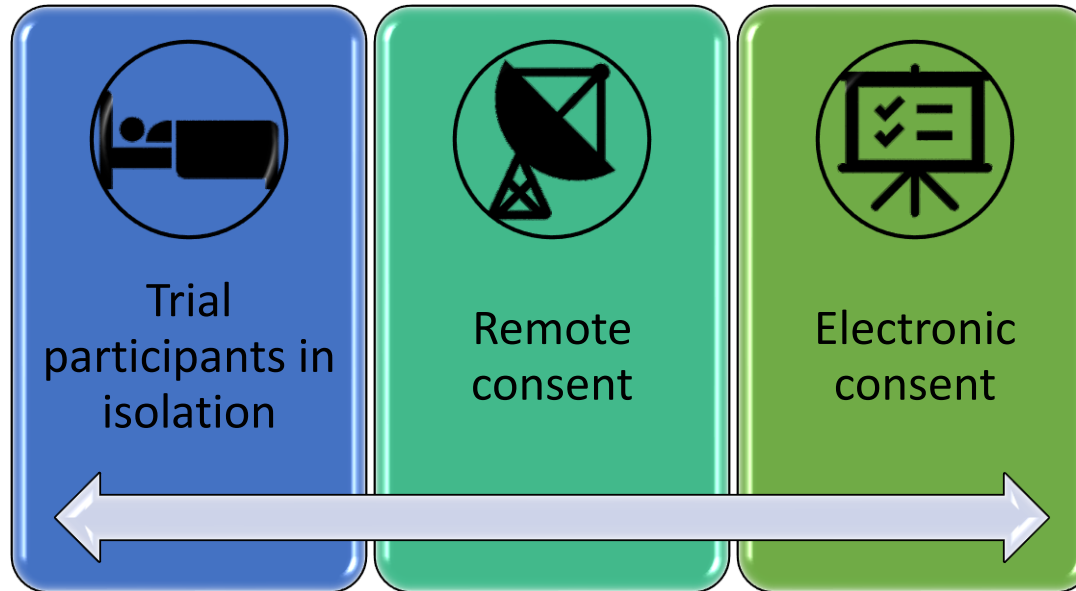 Trial
participants in
isolation
Remote
consent
Electronic
consent